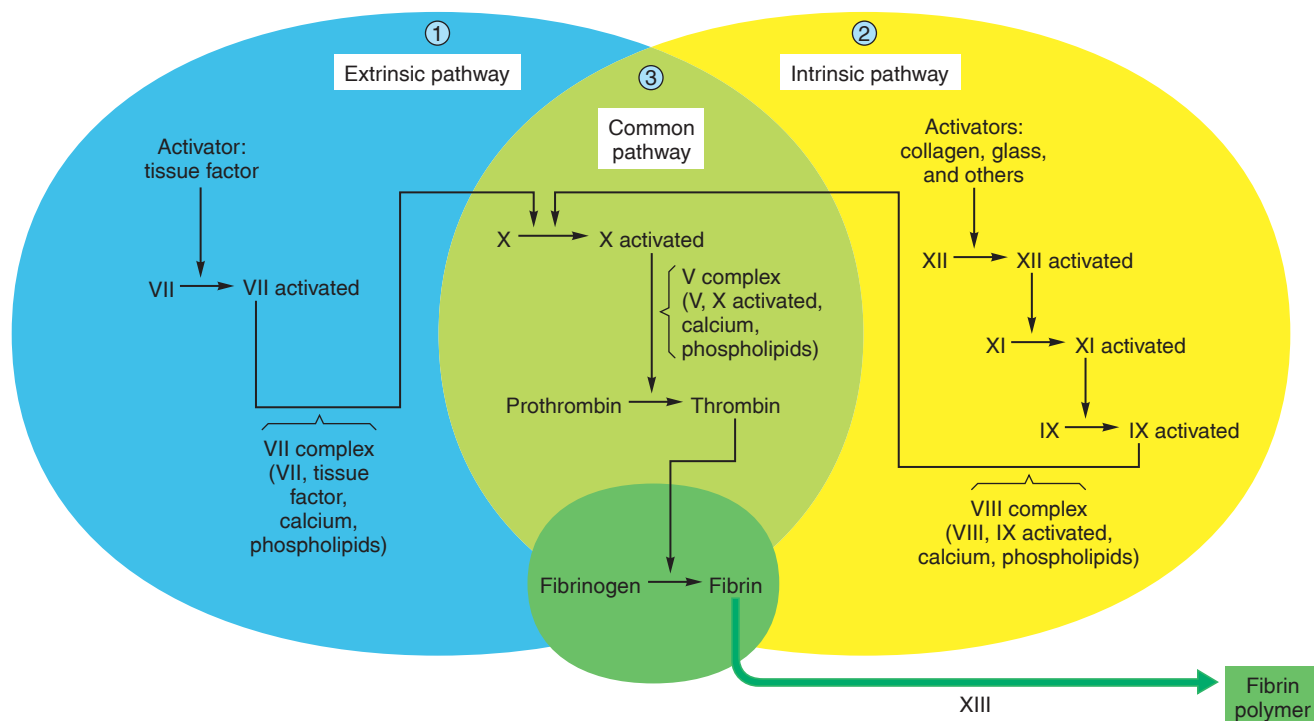 1
Extrinsic pathway
Activator:
tissue factor
VII
VII activated
VII complex
(VII, tissue
factor,
calcium,
phospholipids)
2
Intrinsic pathway
Activators:
collagen, glass,
and others
XII
XII activated
XI
XI activated
IX
IX activated
VIII complex
(VIII, IX activated,
calcium, phospholipids)
3
Common
pathway
X
X activated
V complex
(V, X activated,
calcium,
phospholipids)
Prothrombin
Thrombin
Fibrinogen
Fibrin
XIII
Fibrin
polymer